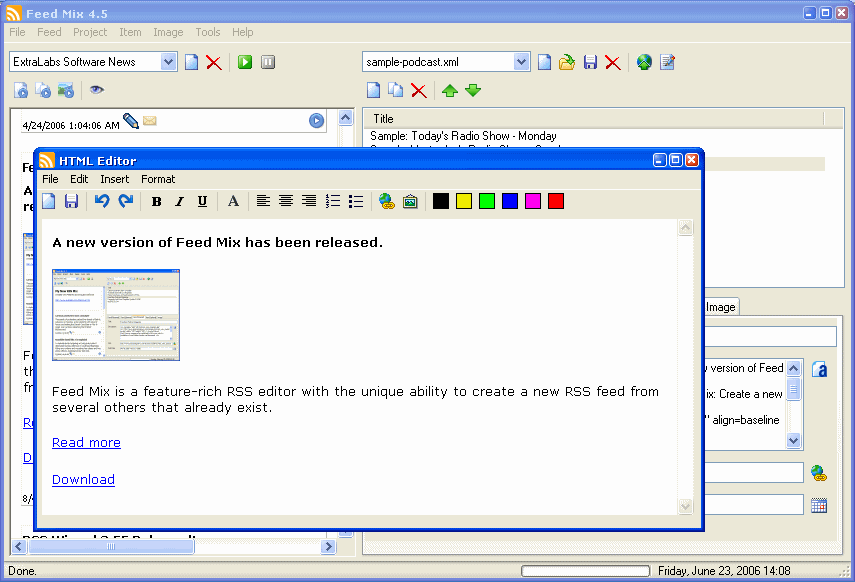 Feed Mix 4.5
File Feed Project Item Image Tools Help
ExtraLabs Software News
sample-podcast.xml
4/24/2006 1:04:06 AM
Title
Sample: Today's Radio Show - Monday
HTML Editor
File Edit Insert Format
B I U A
A new version of Feed Mix has been released.
Feed Mix is a feature-rich RSS editor with the unique ability to create a new RSS feed from
several others that already exist.
Read more
Download
Image
version of Feed
ix: Create a new
" align=baseline
a
8/
Done.
Friday, June 23, 2006 14:08